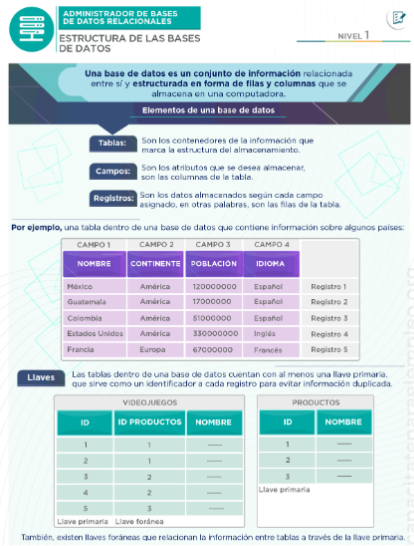 ADMINISTRADOR DE BASES
DE DATOS RELACIONALES
ESTRUCTURA DE LAS BASES
DE DATOS
NIVEL 1
Una base de datos es un conjunto de información relacionada
entre sí y estructurada en forma de filas y columnas que se
almacena en una computadora.
Elementos de una base de datos
Tablas: Son los contenedores de la información que
marca la estructura del almacenamiento.
Campos: Son los atributos que se desea almacenar,
son las columnas de la tabla.
Registros: Son los datos almacenados según cada campo
asignado, en otras palabras, son las filas de la tabla.
Por ejemplo, una tabla dentro de una base de datos que contiene información sobre algunos países:
CAMPO 1 CAMPO 2 CAMPO 3 CAMPO 4
NOMBRE CONTINENTE POBLACIÓN IDIOMA
México América 120000000 Español Registro 1
Guatemala América 17000000 Español Registro 2
Colombia América 51000000 Español Registro 3
Estados Unidos América 330000000 Inglés Registro 4
Francia Europa 67000000 Francés Registro 5
Llaves
Las tablas dentro de una base de datos cuentan con al menos una llave primaria,
que sirve como un identificador a cada registro para evitar información duplicada.
VIDEOJUEGOS PRODUCTOS
ID ID PRODUCTOS NOMBRE ID NOMBRE
1 1 —— 1 ——
2 1 —— 2 ——
3 2 —— 3 ——
4 2 —— Llave primaria
5 3 ——
Llave primaria Llave foránea
También, existen llaves foráneas que relacionan la información entre tablas a través de la llave primaria.